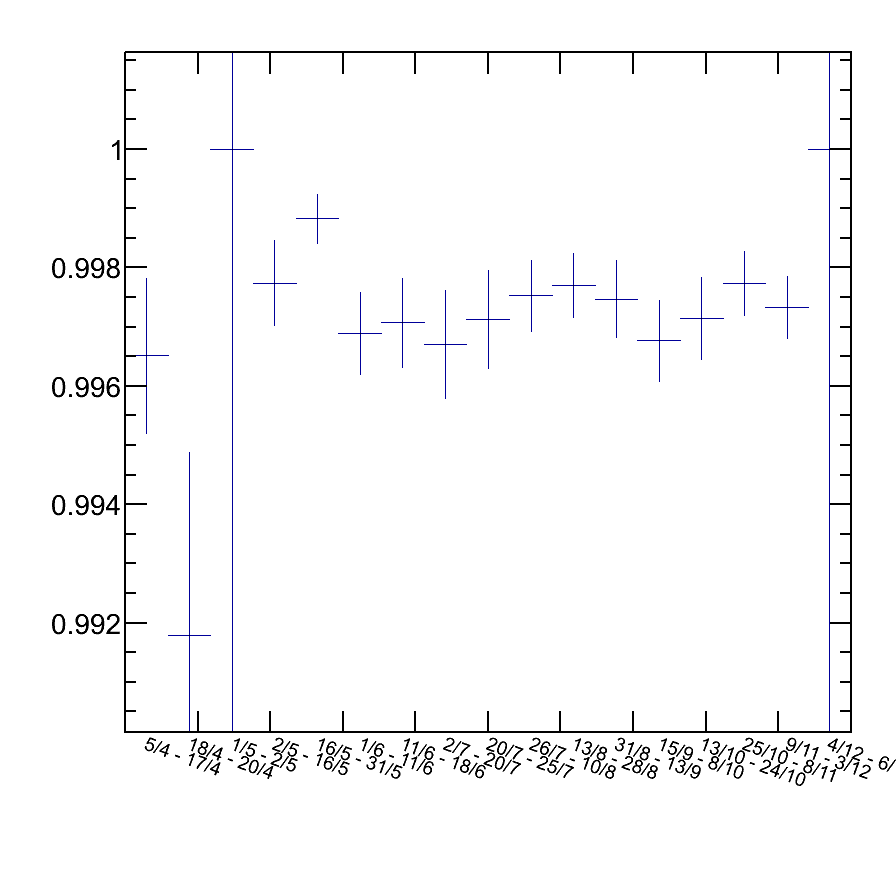 1
0.998
0.996
0.994
0.992
5/4 - 17/4
18/4 - 20/4
1/5 - 2/5
2/5 - 16/5
16/5 - 31/5
1/6 - 11/6
11/6 - 18/6
2/7 - 20/7
20/7 - 25/7
26/7 - 10/8
13/8 - 28/8
31/8 - 13/9
15/9 - 8/10
13/10 - 24/10
25/10 - 8/11
9/11 - 3/12
4/12 - 6/